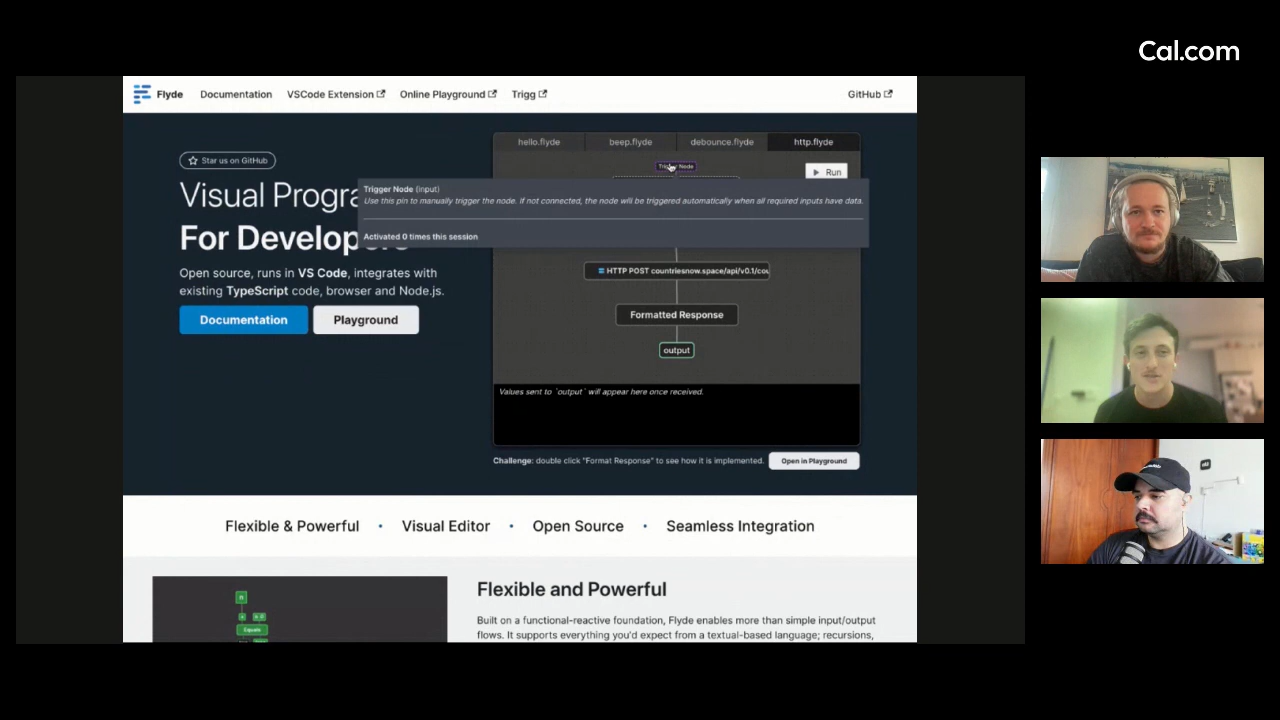 Cal.com
Flyde
Documentation
VSCode Extension
Online Playground
Trigg
GitHub
Star us on GitHub
Visual Progra
For Develop
Open source, runs in VS Code, integrates with
existing TypeScript code, browser and Node.js.
Documentation
Playground
hello.flyde
beep.flyde
debounce.flyde
http.flyde
Run
Trigger Node (input)
Use this pin to manually trigger the node. If not connected, the node will be triggered automatically when all required inputs have data.
Activated 0 times this session
HTTP POST countriesnow.space/api/v0.1/cou
Formatted Response
output
Values sent to `output` will appear here once received.
Challenge: double click "Format Response" to see how it is implemented.
Open in Playground
Flexible & Powerful • Visual Editor • Open Source • Seamless Integration
Equals
Flexible and Powerful
Built on a functional-reactive foundation, Flyde enables more than simple input/output
flows. It supports everything you'd expect from a textual-based language; recursions,